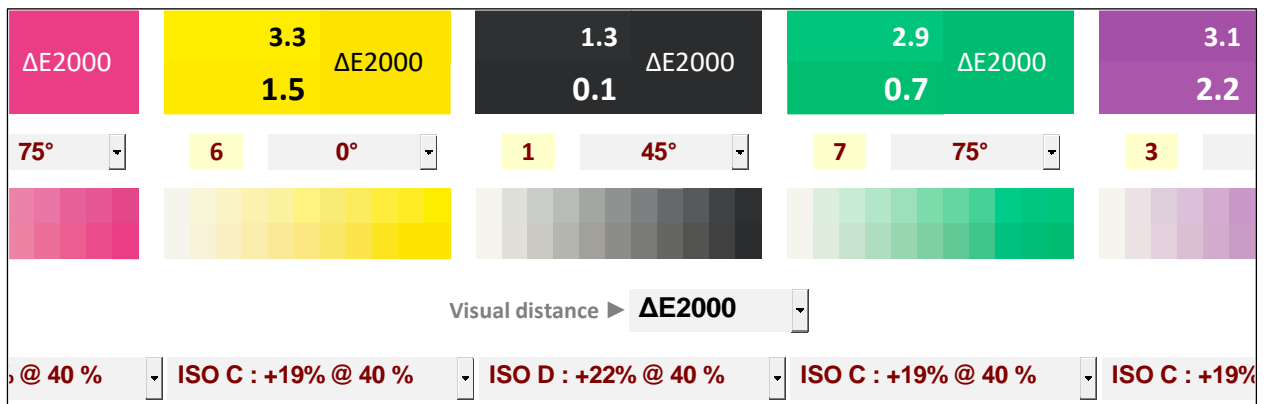 3.3 1.3 2.9 3.1
ΔE2000 ΔE2000 ΔE2000 ΔE2000
1.5 0.1 0.7 2.2
75° 6 0° 1 45° 7 75° 3
Visual distance ► ΔE2000
@ 40 % ISO C : +19% @ 40 % ISO D : +22% @ 40 % ISO C : +19% @ 40 % ISO C : +19%